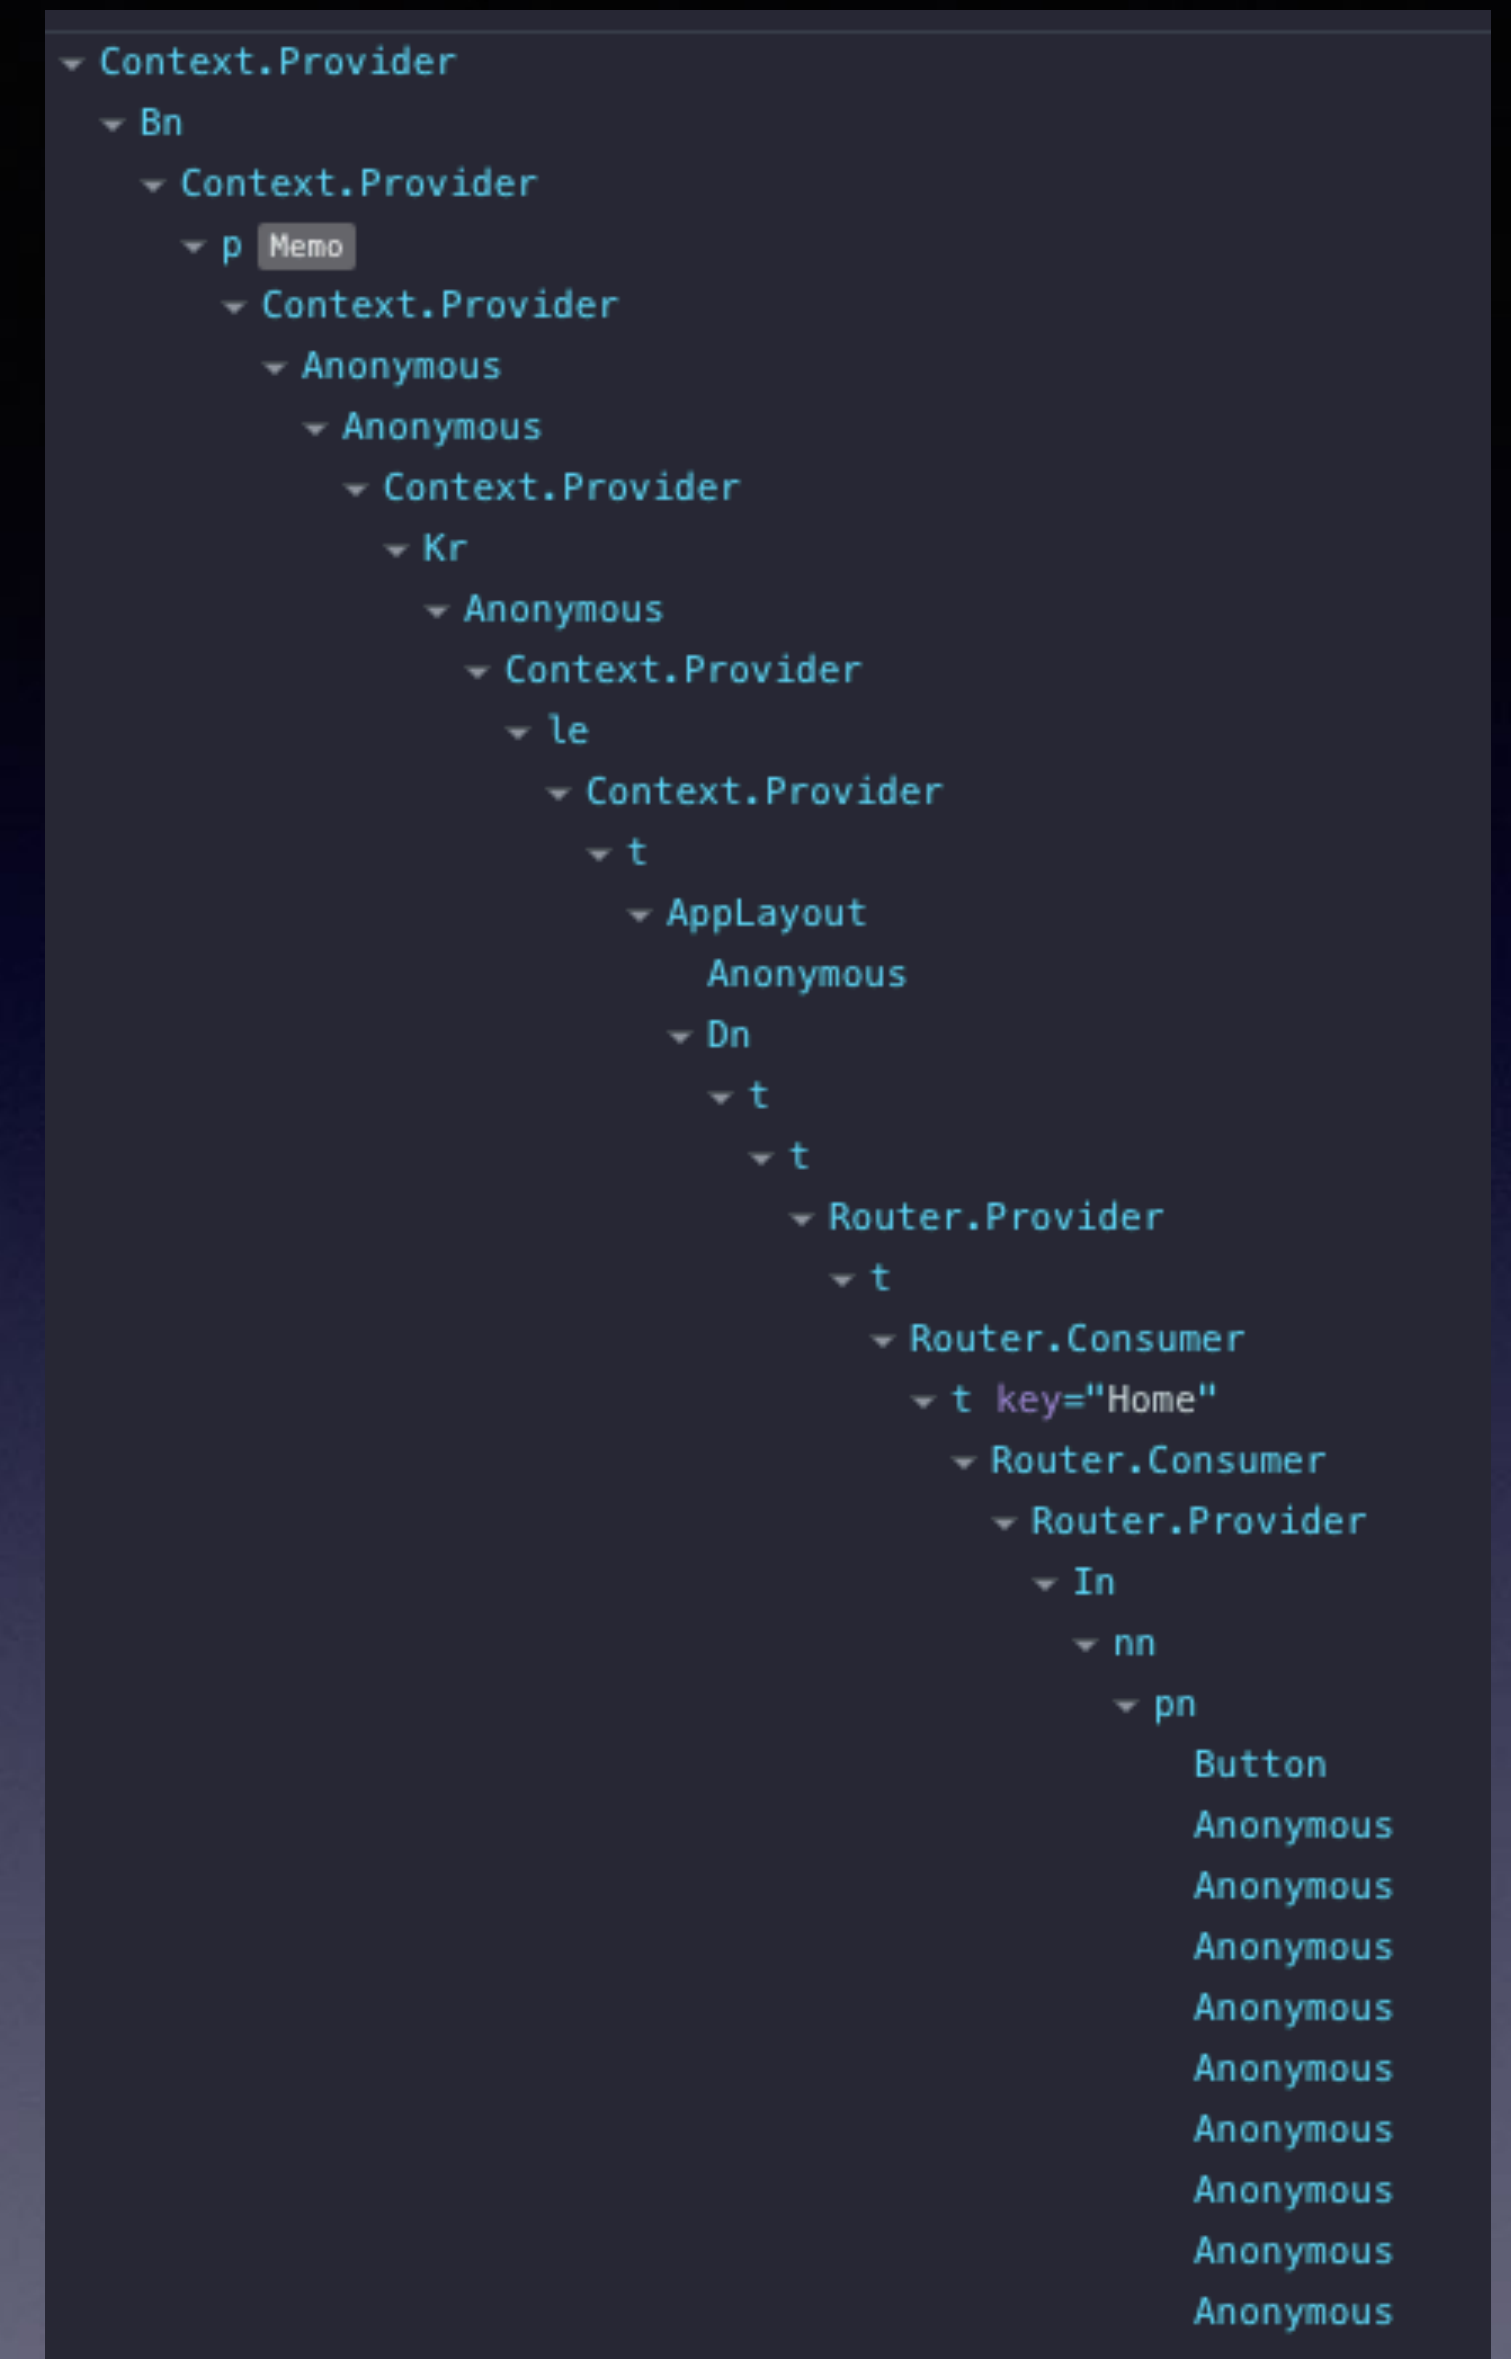 Context.Provider
Bn
Context.Provider
p Memo
Context.Provider
Anonymous
Anonymous
Context.Provider
Kr
Anonymous
Context.Provider
le
Context.Provider
t
AppLayout
Anonymous
Dn
t
t
Router.Provider
t
Router.Consumer
t key="Home"
Router.Consumer
Router.Provider
In
nn
pn
Button
Anonymous
Anonymous
Anonymous
Anonymous
Anonymous
Anonymous
Anonymous
Anonymous
Anonymous